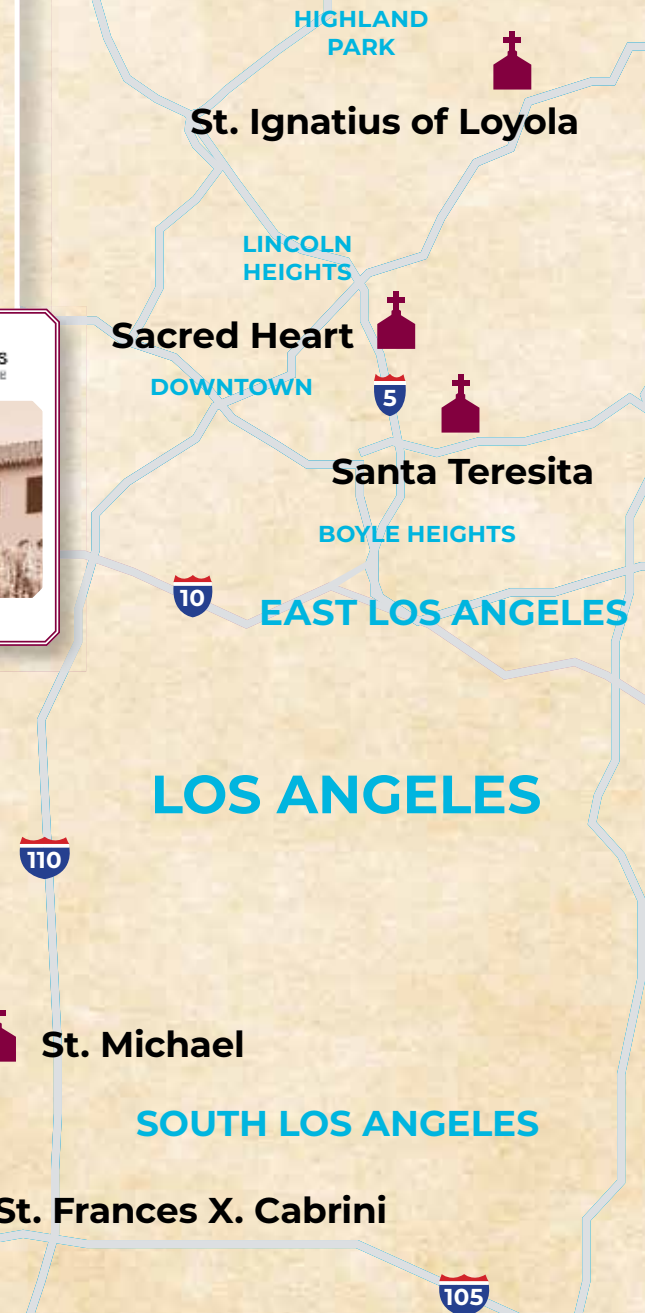 HIGHLAND
PARK
St. Ignatius of Loyola
LINCOLN
HEIGHTS
Sacred Heart
DOWNTOWN
5
Santa Teresita
BOYLE HEIGHTS
10
EAST LOS ANGELES
LOS ANGELES
110
St. Michael
SOUTH LOS ANGELES
St. Frances X. Cabrini
105